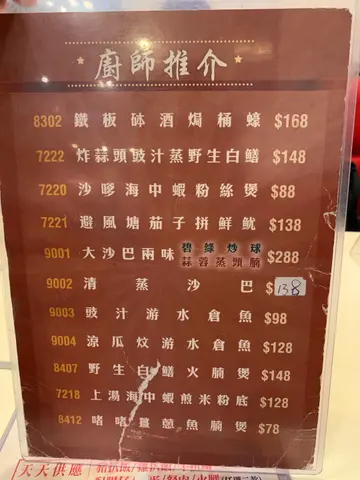 廚師推介
8302 鐵板砵酒焗桶蠔 $168
7222 炸蒜頭豉汁蒸野生白鱔 $148
7220 沙嗲海中蝦粉絲煲 $88
7221 避風塘茄子拼鮮魷 $138
9001 大沙巴兩味 碧綠炒球 蒜蓉蒸頭腩 $288
9002 清蒸沙巴 $138
9003 豉汁游水倉魚 $98
9004 涼瓜炆游水倉魚 $128
8407 野生白鱔火腩煲 $148
7218 上湯海中蝦煎米粉底 $128
8412 啫啫薑蔥魚腩煲 $78
天天供應